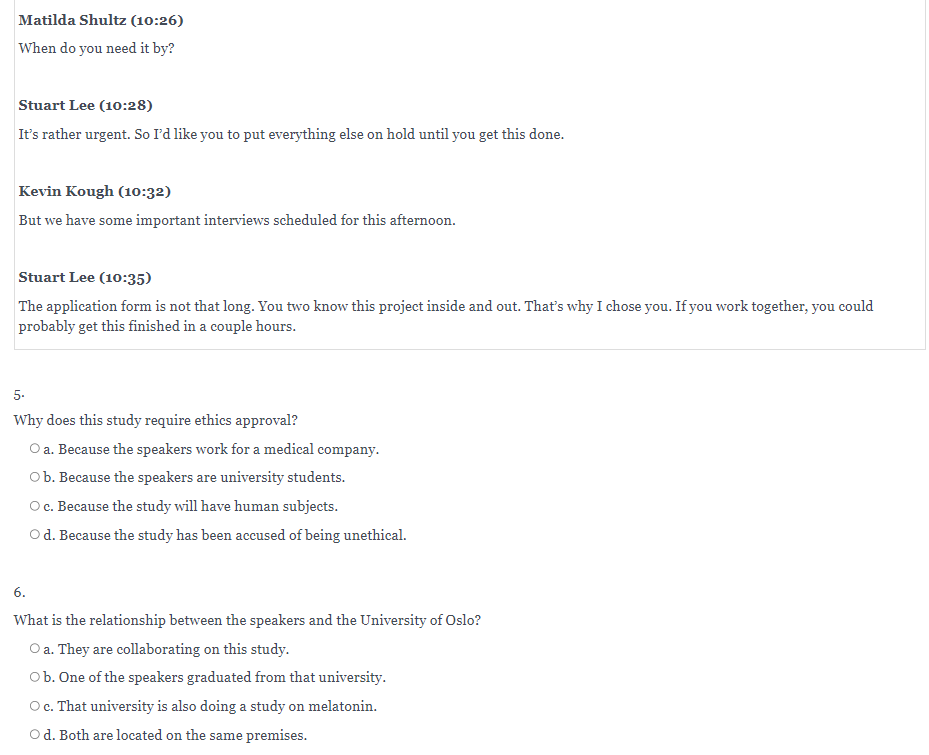 Matilda Shultz (10:26)
When do you need it by?
Stuart Lee (10:28)
It's rather urgent. So I'd like you to put everything else on hold until you get this done.
Kevin Kough (10:32)
But we have some important interviews scheduled for this afternoon.
Stuart Lee (10:35)
The application form is not that long. You two know this project inside and out. That's why I chose you. If you work together, you could
probably get this finished in a couple hours.
5.
Why does this study require ethics approval?
a. Because the speakers work for a medical company.
b. Because the speakers are university students.
c. Because the study will have human subjects.
d. Because the study has been accused of being unethical.
6.
What is the relationship between the speakers and the University of Oslo?
a. They are collaborating on this study.
b. One of the speakers graduated from that university.
c. That university is also doing a study on melatonin.
d. Both are located on the same premises.